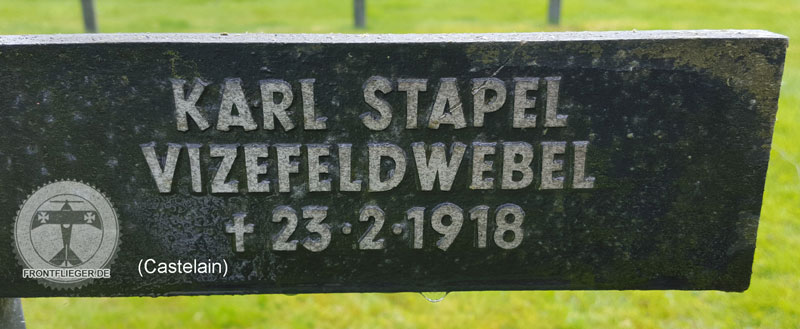 KARL STAPEL
VIZEFELDWEBEL
† 23·2·1918
(Castelain)
FRONTFLIEGER.DE